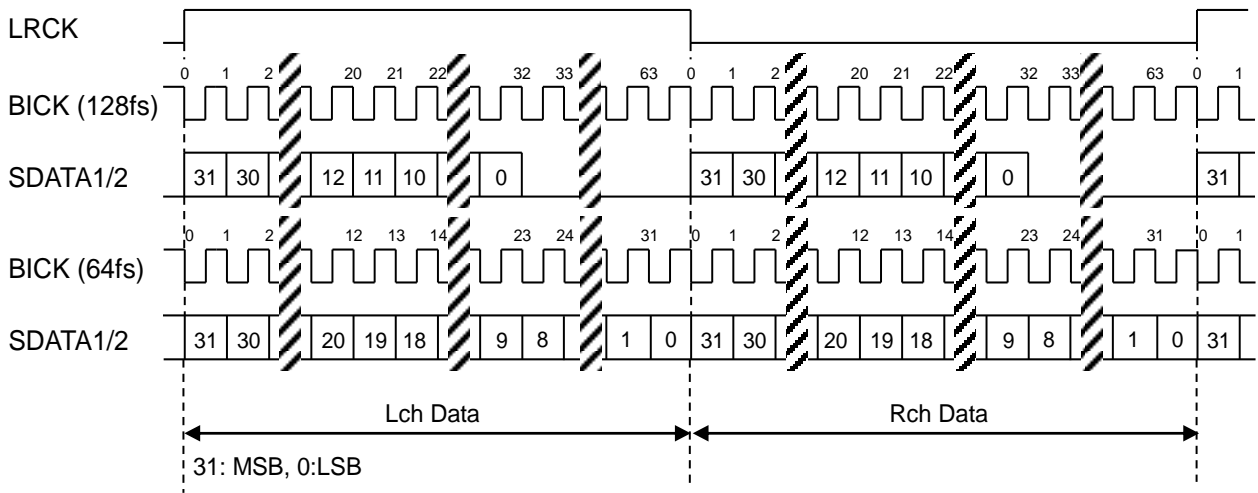 LRCK
0 1 2 20 21 22 32 33 63 0 1 2 20 21 22 32 33 63 0 1
BICK (128fs)
SDATA1/2 31 30 12 11 10 0 31 30 12 11 10 0 31
0 1 2 12 13 14 23 24 31 0 1 2 12 13 14 23 24 31 0 1
BICK (64fs)
SDATA1/2 31 30 20 19 18 9 8 1 0 31 30 20 19 18 9 8 1 0 31
Lch Data Rch Data
31: MSB, 0:LSB